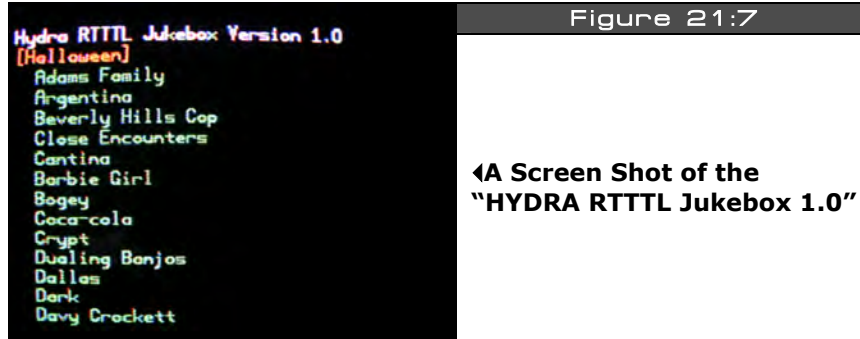 Hydra RTTTL Jukebox Version 1.0
[Halloween]
Adams Family
Argentina
Beverly Hills Cop
Close Encounters
Cantina
Barbie Girl
Bogey
Coca-cola
Crypt
Dualing Banjos
Dallas
Dark
Davy Crockett
Figure 21:7
◀A Screen Shot of the
“HYDRA RTTTL Jukebox 1.0”